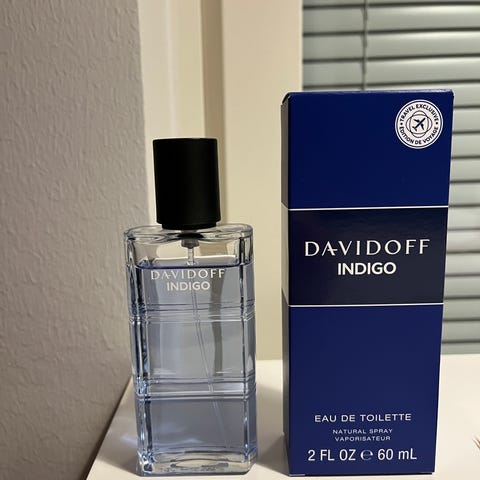 DAVIDOFF
INDIGO
TRAVEL EXCLUSIVE
EDITION DE VOYAGE
DAVIDOFF
INDIGO
EAU DE TOILETTE
NATURAL SPRAY
VAPORISATEUR
2 FL OZ e 60 mL